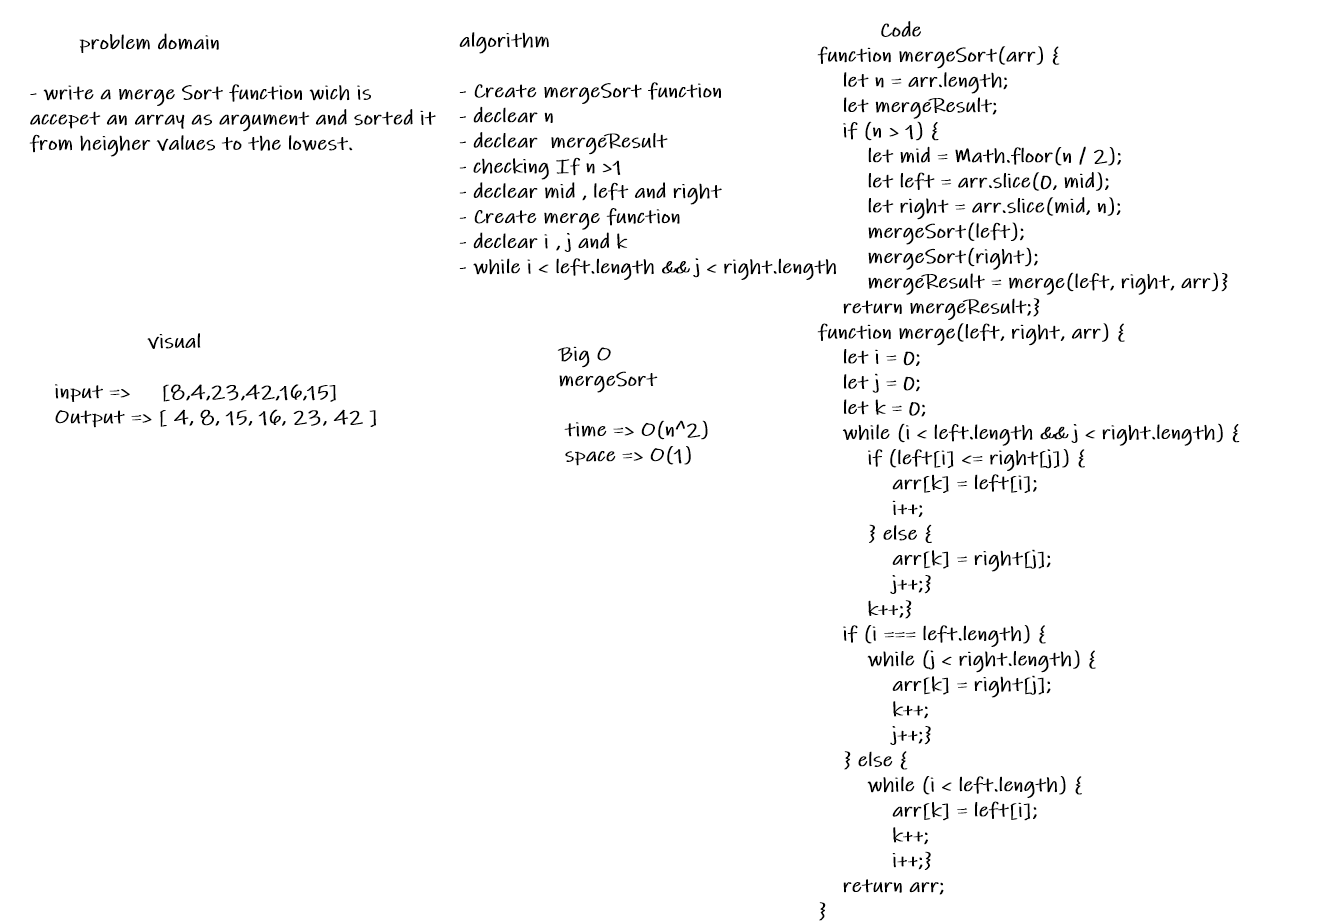 problem domain
- write a merge Sort function wich is
accepet an array as argument and sorted it
from heigher values to the lowest.
algorithm
- Create mergeSort function
- declear n
- declear mergeResult
- checking If n >1
- declear mid , left and right
- Create merge function
- declear i , j and k
- while i < left.length && j < right.length
visual
input => [8,4,23,42,16,15]
Output => [ 4, 8, 15, 16, 23, 42 ]
Big O
mergeSort
time => O(n^2)
space => O(1)
Code
function mergeSort(arr) {
let n = arr.length;
let mergeResult;
if (n > 1) {
let mid = Math.floor(n / 2);
let left = arr.slice(0, mid);
let right = arr.slice(mid, n);
mergeSort(left);
mergeSort(right);
mergeResult = merge(left, right, arr)}
return mergeResult;}
function merge(left, right, arr) {
let i = 0;
let j = 0;
let k = 0;
while (i < left.length && j < right.length) {
if (left[i] <= right[j]) {
arr[k] = left[i];
i++;
} else {
arr[k] = right[j];
j++;}
k++;}
if (i === left.length) {
while (j < right.length) {
arr[k] = right[j];
k++;
j++;}
} else {
while (i < left.length) {
arr[k] = left[i];
k++;
i++;}
return arr;
}